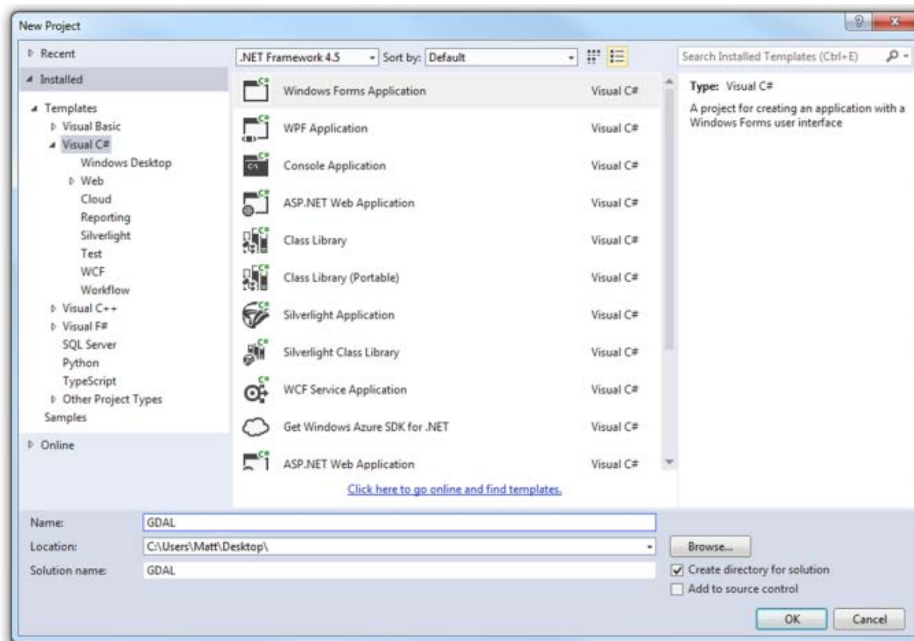 New Project
Recent
Installed
Templates
Visual Basic
Visual C#
Windows Desktop
Web
Cloud
Reporting
Silverlight
Test
WCF
Workflow
Visual C++
Visual F#
SQL Server
Python
TypeScript
Other Project Types
Samples
Online
.NET Framework 4.5 Sort by: Default
Windows Forms Application Visual C#
WPF Application Visual C#
Console Application Visual C#
ASP.NET Web Application Visual C#
Class Library Visual C#
Class Library (Portable) Visual C#
Silverlight Application Visual C#
Silverlight Class Library Visual C#
WCF Service Application Visual C#
Get Windows Azure SDK for .NET Visual C#
ASP.NET Web Application Visual C#
Click here to go online and find templates.
Search Installed Templates (Ctrl+E)
Type: Visual C#
A project for creating an application with a
Windows Forms user interface
Name: GDAL
Location: C:\Users\Matt\Desktop\ Browse...
Solution name: GDAL
Create directory for solution
Add to source control
OK Cancel